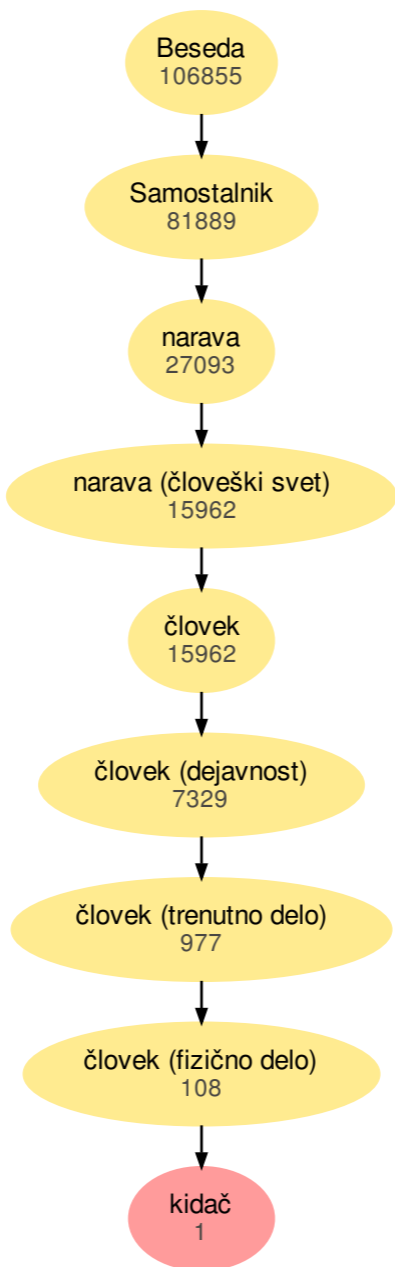 Beseda
106855
Samostalnik
81889
narava
27093
narava (človeški svet)
15962
človek
15962
človek (dejavnost)
7329
človek (trenutno delo)
977
človek (fizično delo)
108
kidač
1